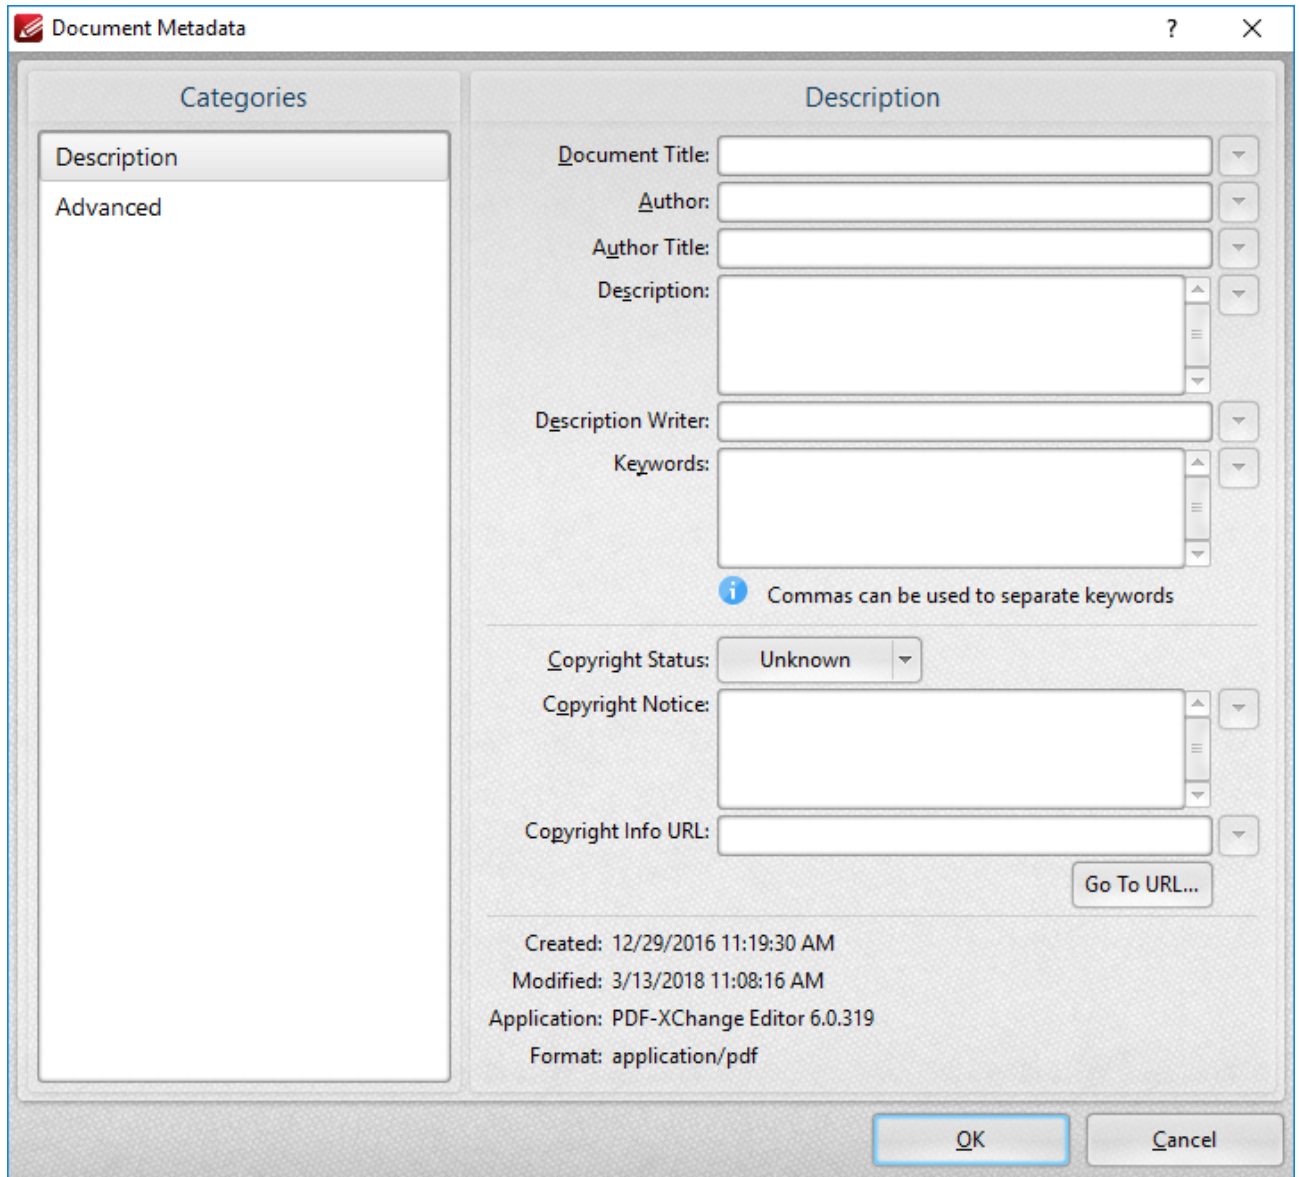 Document Metadata ?
Categories
Description
Advanced
Description
Document Title:
Author:
Author Title:
Description:
Description Writer:
Keywords:
Commas can be used to separate keywords
Copyright Status: Unknown
Copyright Notice:
Copyright Info URL:
Go To URL...
Created: 12/29/2016 11:19:30 AM
Modified: 3/13/2018 11:08:16 AM
Application: PDF-XChange Editor 6.0.319
Format: application/pdf
OK Cancel